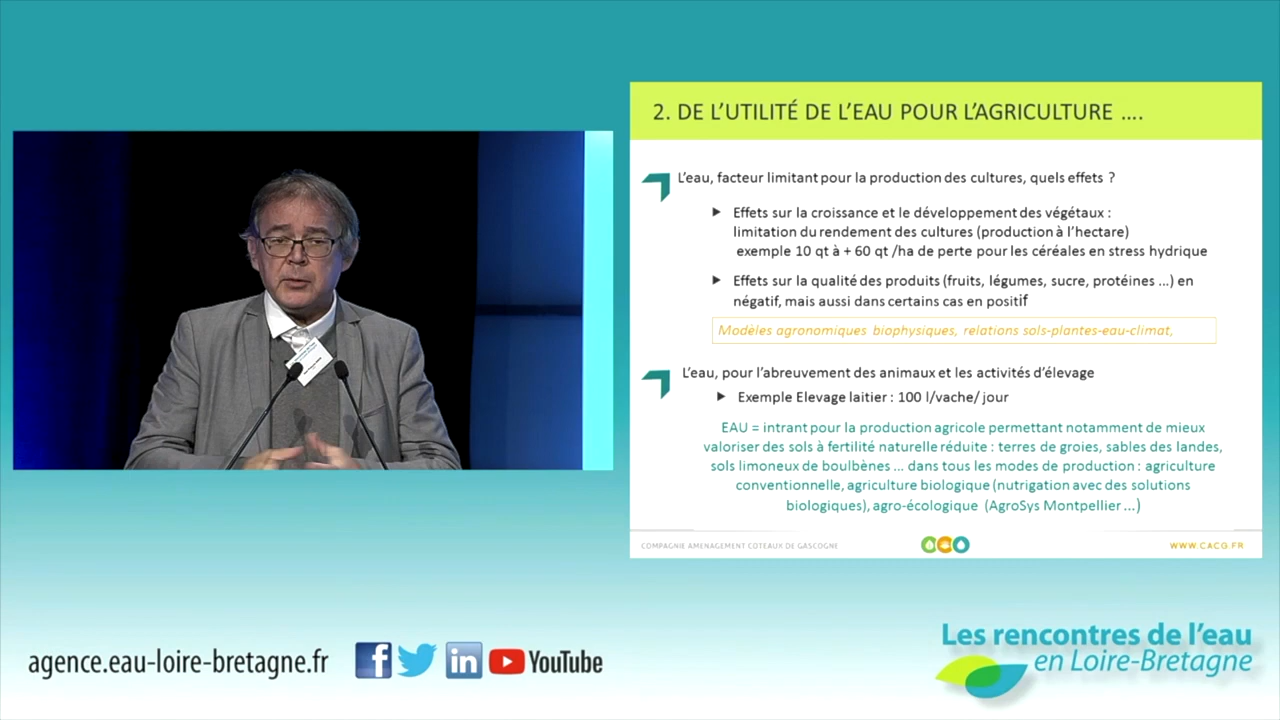 2. DE L'UTILITÉ DE L'EAU POUR L'AGRICULTURE ....
L'eau, facteur limitant pour la production des cultures, quels effets ?
Effets sur la croissance et le développement des végétaux :
limitation du rendement des cultures (production à l'hectare)
exemple 10 qt à + 60 qt /ha de perte pour les céréales en stress hydrique
Effets sur la qualité des produits (fruits, légumes, sucre, protéines ...) en
négatif, mais aussi dans certains cas en positif
Modèles agronomiques biophysiques, relations sols-plantes-eau-climat,
L'eau, pour l'abreuvement des animaux et les activités d'élevage
Exemple Elevage laitier : 100 l/vache/ jour
EAU = intrant pour la production agricole permettant notamment de mieux
valoriser des sols à fertilité naturelle réduite : terres de groies, sables des landes,
sols limoneux de boulbènes ... dans tous les modes de production : agriculture
conventionnelle, agriculture biologique (nutrigation avec des solutions
biologiques), agro-écologique (AgroSys Montpellier ...)
COMPAGNIE AMENAGEMENT COTEAUX DE GASCOGNE
WWW.CACG.FR
agence.eau-loire-bretagne.fr
YouTube
Les rencontres de l'eau
en Loire-Bretagne